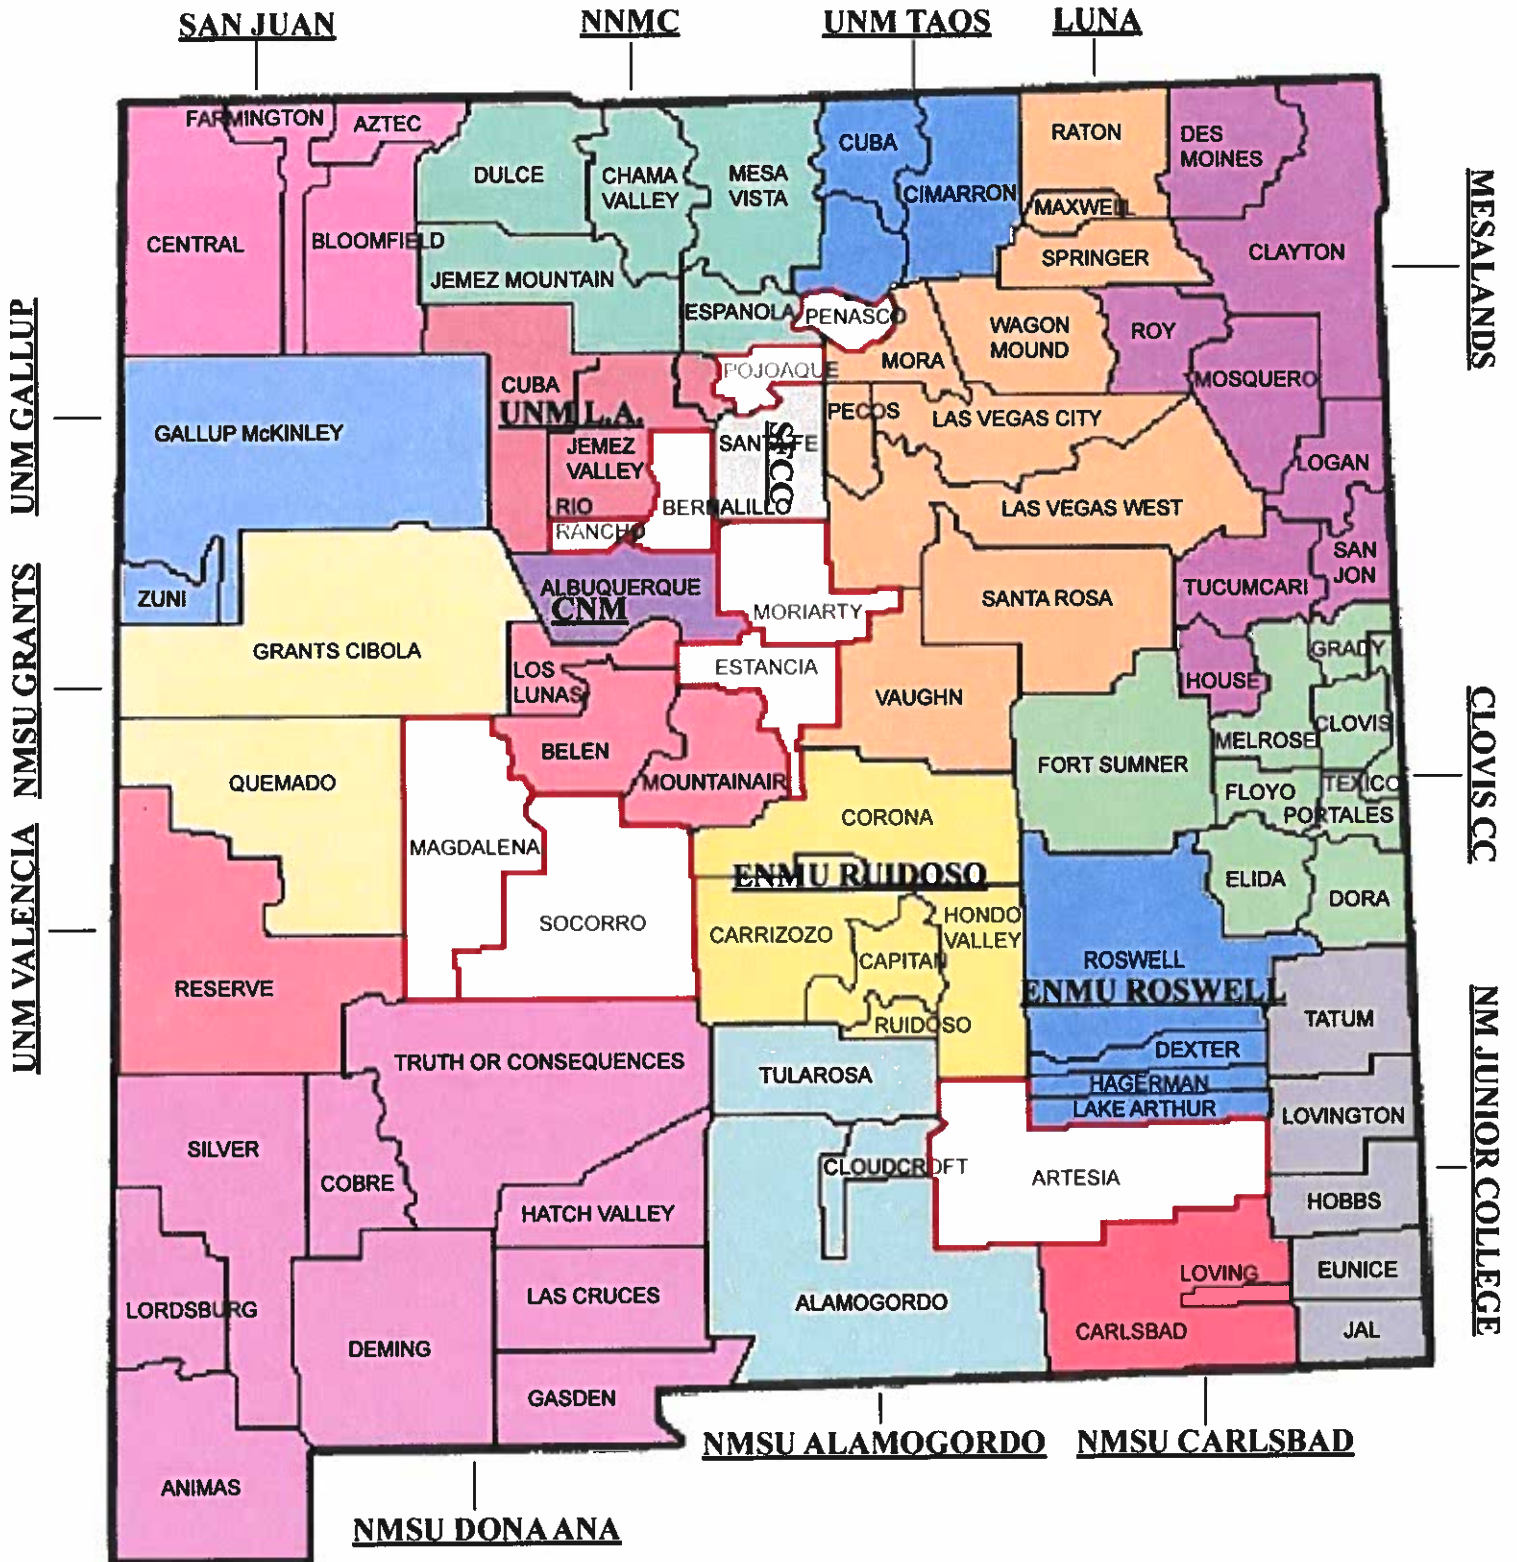 SAN JUAN
NNMC
UNM TAOS
LUNA
FARMINGTON
AZTEC
DULCE
CHAMA
VALLEY
MESA
VISTA
CUBA
CIMARRON
RATON
MAXWELL
DES
MOINES
CENTRAL
BLOOMFIELD
JEMEZ MOUNTAIN
ESPANOLA
PENASCO
SPRINGER
CLAYTON
MESALANDS
WAGON
MOUND
ROY
MORA
MOSQUERO
UNM GALLUP
GALLUP McKINLEY
CUBA
UNM L.A.
POJOAQUE
PECOS
LAS VEGAS CITY
JEMEZ
VALLEY
SANTA FE
SFCC
LOGAN
RIO
RANCHO
BERNALILLO
LAS VEGAS WEST
SAN
JON
TUCUMCARI
ZUNI
ALBUQUERQUE
CNM
MORIARTY
SANTA ROSA
NMSU GRANTS
GRANTS CIBOLA
LOS
LUNAS
ESTANCIA
VAUGHN
HOUSE
GRADY
CLOVIS
MELROSE
BELEN
MOUNTAINAIR
FORT SUMNER
FLOYO
TEXICO
PORTALES
CLOVIS CC
QUEMADO
MAGDALENA
CORONA
UNM VALENCIA
ENMU RUIDOSO
ELIDA
DORA
SOCORRO
CARRIZOZO
CAPITAN
HONDO
VALLEY
ROSWELL
ENMU ROSWELL
RESERVE
RUIDOSO
TATUM
NM JUNIOR COLLEGE
TRUTH OR CONSEQUENCES
TULAROSA
DEXTER
HAGERMAN
LAKE ARTHUR
LOVINGTON
SILVER
COBRE
CLOUDCROFT
ARTESIA
HATCH VALLEY
HOBBS
LORDSBURG
LAS CRUCES
ALAMOGORDO
LOVING
EUNICE
DEMING
CARLSBAD
JAL
GASDEN
ANIMAS
NMSU ALAMOGORDO
NMSU CARLSBAD
NMSU DONA ANA